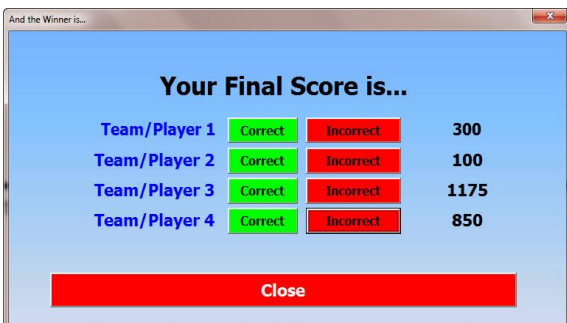 And the Winner is...
Your Final Score is...
Team/Player 1 Correct Incorrect 300
Team/Player 2 Correct Incorrect 100
Team/Player 3 Correct Incorrect 1175
Team/Player 4 Correct Incorrect 850
Close